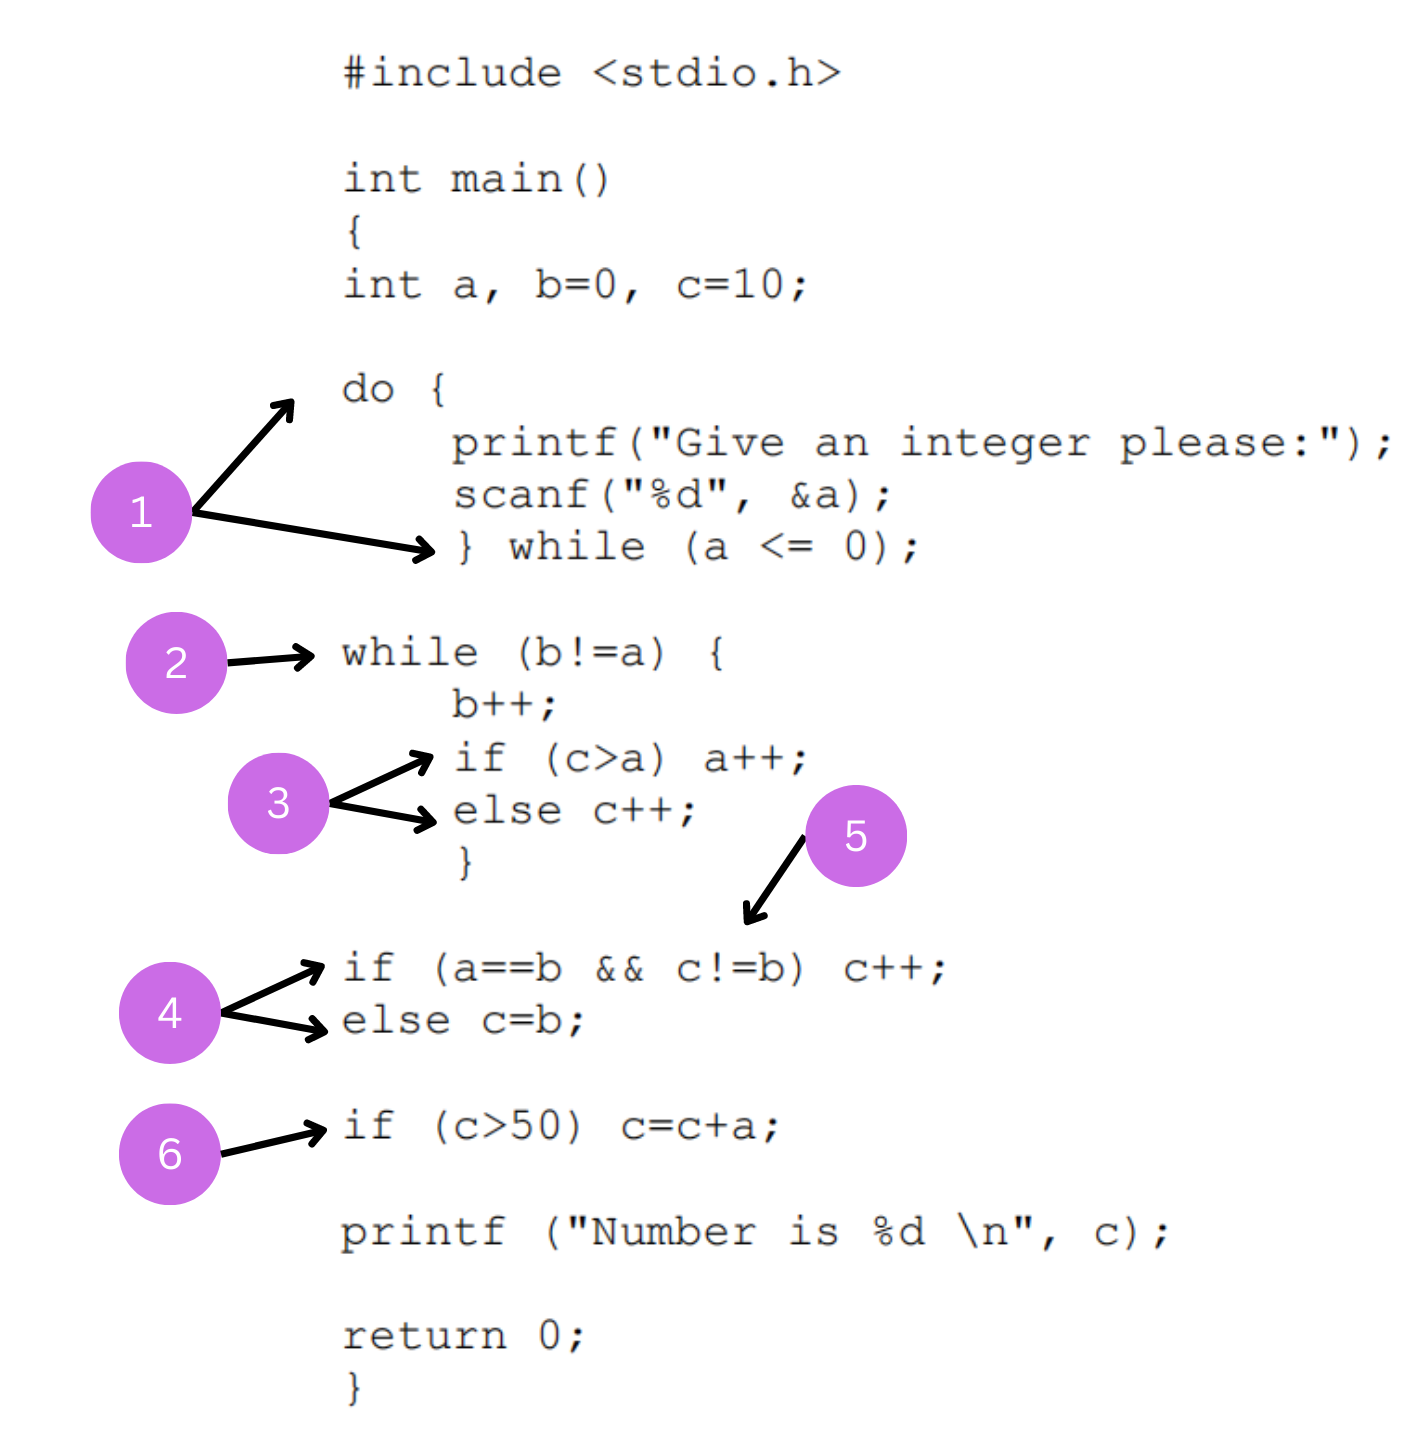 #include <stdio.h>
int main()
{
int a, b=0, c=10;
do {
printf("Give an integer please:");
scanf("%d", &a);
1
} while (a <= 0);
2
while (b!=a) {
b++;
if (c>a) a++;
3
else c++;
5
}
if (a==b && c!=b) c++;
4
else c=b;
if (c>50) c=c+a;
6
printf ("Number is %d \n", c);
return 0;
}